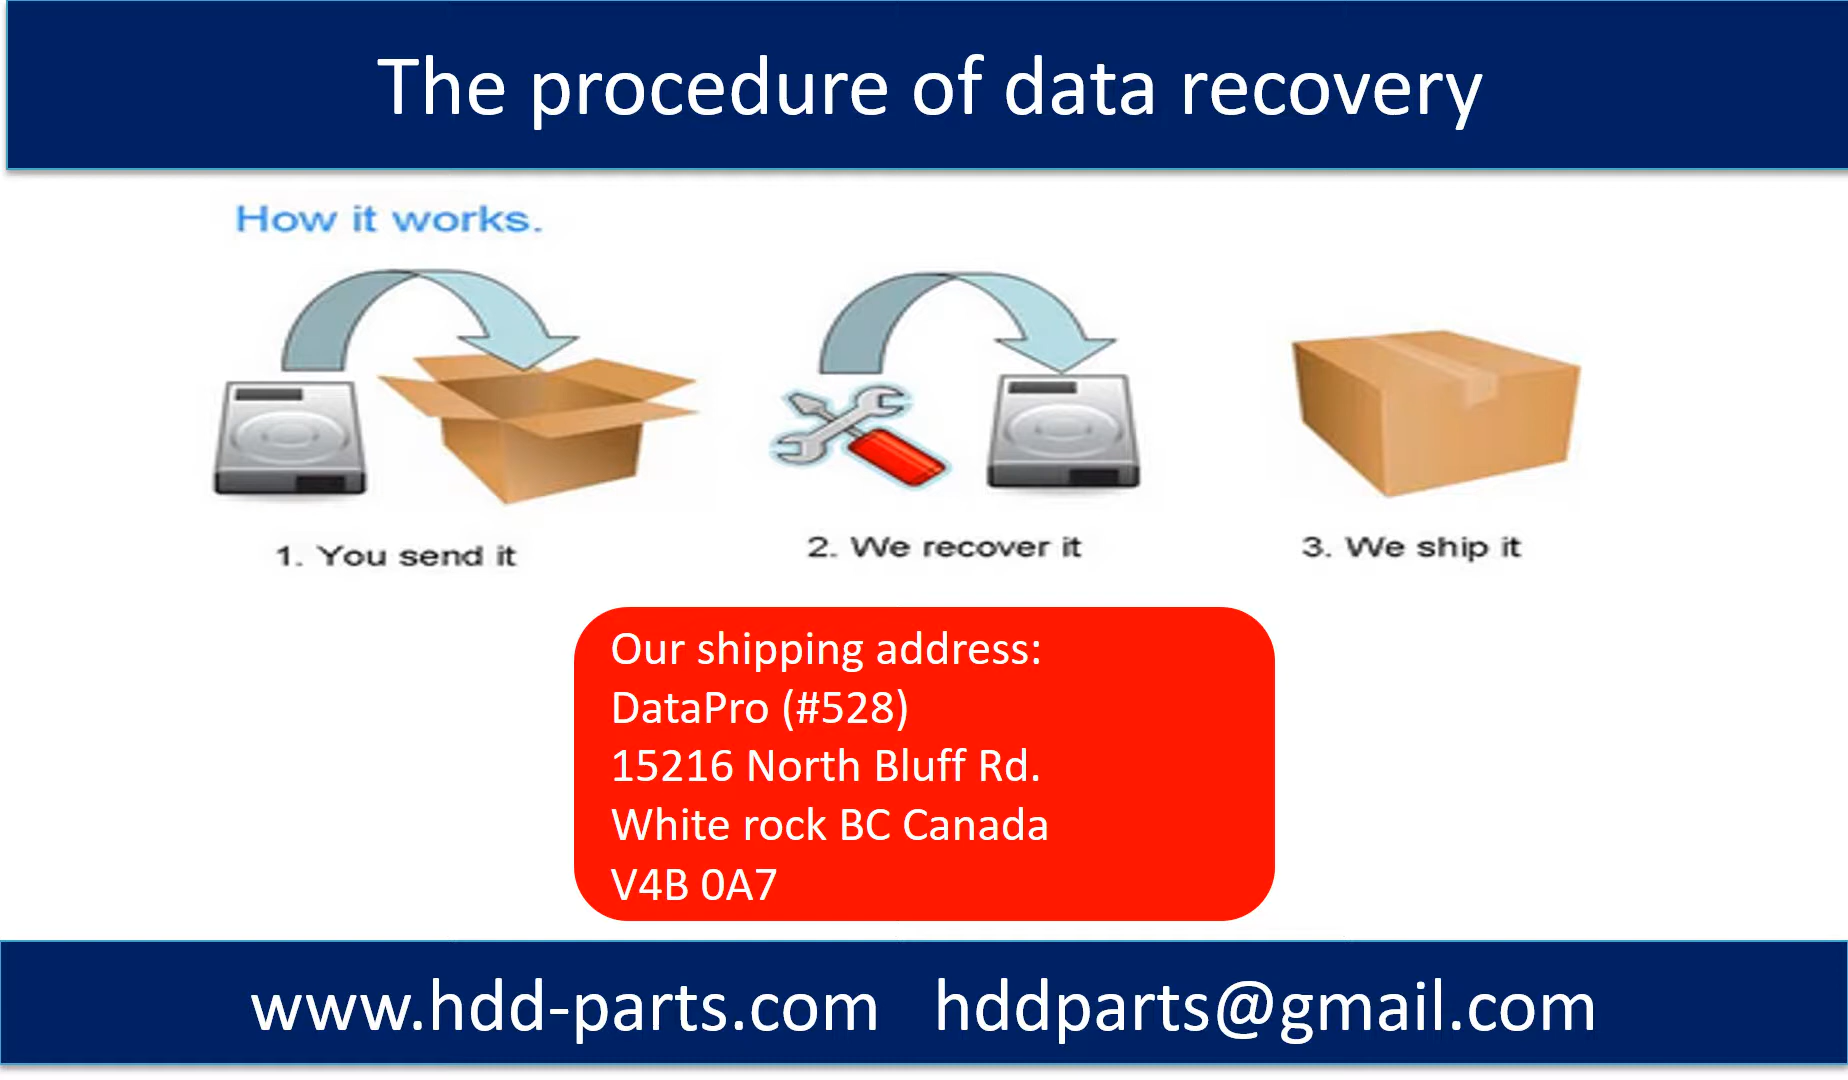 The procedure of data recovery
How it works.
1. You send it
2. We recover it
3. We ship it
Our shipping address:
DataPro (#528)
15216 North Bluff Rd.
White rock BC Canada
V4B 0A7
www.hdd-parts.com hddparts@gmail.com